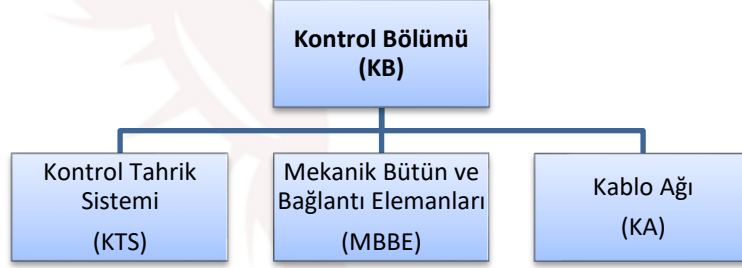 Kontrol Bölümü
(KB)
Kontrol Tahrik
Sistemi
(KTS)
Mekanik Bütün ve
Bağlantı Elemanları
(MBBE)
Kablo Ağı
(KA)